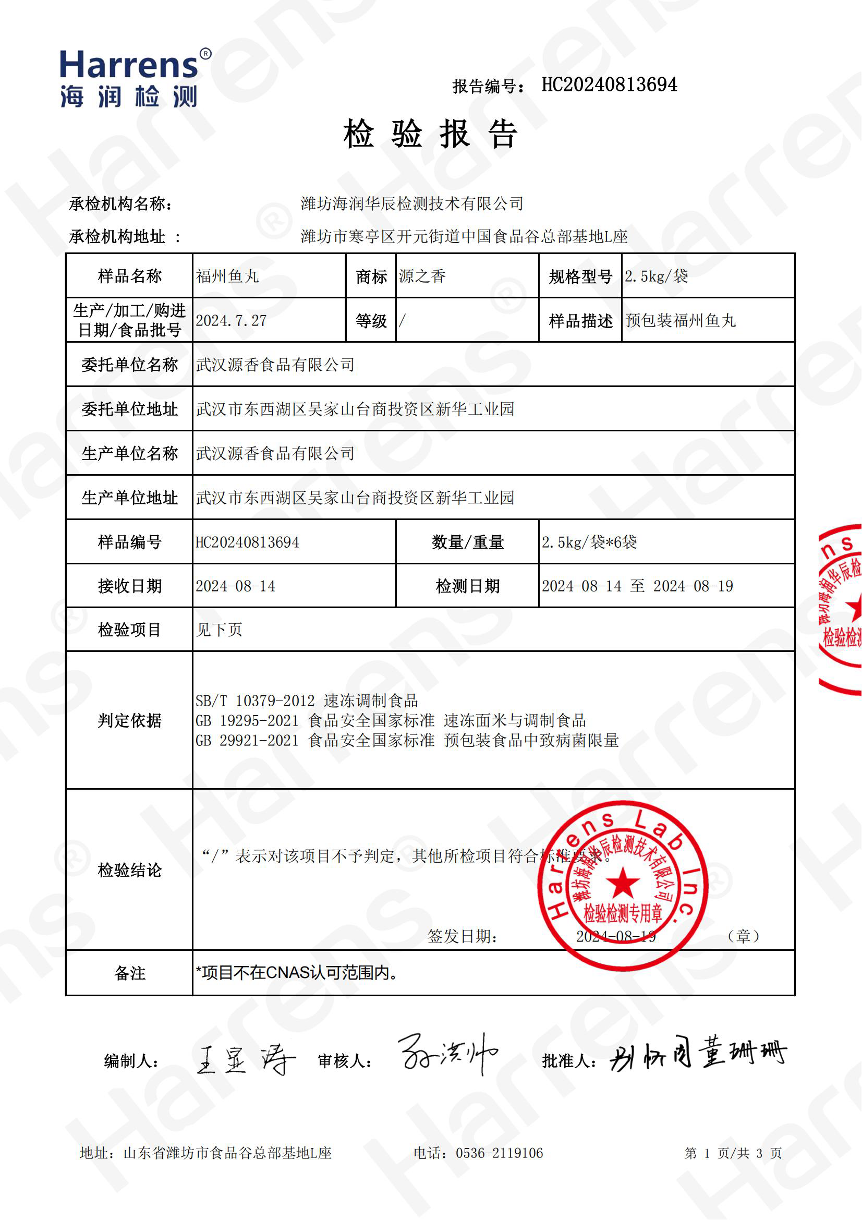 Harrens®
海润检测
报告编号: HC20240813694
检验报告
承检机构名称: 潍坊海润华辰检测技术有限公司
承检机构地址 : 潍坊市寒亭区开元街道中国食品谷总部基地L座
样品名称 福州鱼丸 商标 源之香 规格型号 2.5kg/袋
生产/加工/购进
日期/食品批号 2024.7.27 等级 / 样品描述 预包装福州鱼丸
委托单位名称 武汉源香食品有限公司
委托单位地址 武汉市东西湖区吴家山台商投资区新华工业园
生产单位名称 武汉源香食品有限公司
生产单位地址 武汉市东西湖区吴家山台商投资区新华工业园
样品编号 HC20240813694 数量/重量 2.5kg/袋*6袋
接收日期 2024 08 14 检测日期 2024 08 14 至 2024 08 19
检验项目 见下页
判定依据
SB/T 10379-2012 速冻调制食品
GB 19295-2021 食品安全国家标准 速冻面米与调制食品
GB 29921-2021 食品安全国家标准 预包装食品中致病菌限量
检验结论
“/”表示对该项目不予判定，其他所检项目符合标准要求。
签发日期: 2024-08-19 （章）
Harrens Lab Inc.
潍坊海润华辰检测技术有限公司
检验检测专用章
备注 *项目不在CNAS认可范围内。
编制人: 王显涛 审核人: 孙洪帅 批准人: 董珊珊
地址: 山东省潍坊市食品谷总部基地L座 电话: 0536 2119106 第 1 页/共 3 页